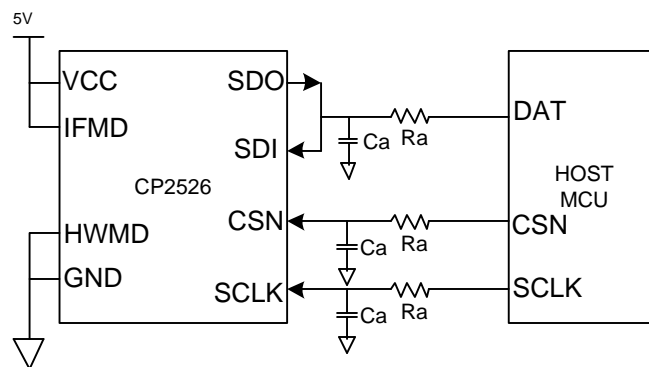 5V
VCC
SDO
IFMD
SDI
CP2526
HWMD
CSN
GND
SCLK
Ca
Ra
Ca
Ra
Ca
Ra
DAT
HOST
MCU
CSN
SCLK